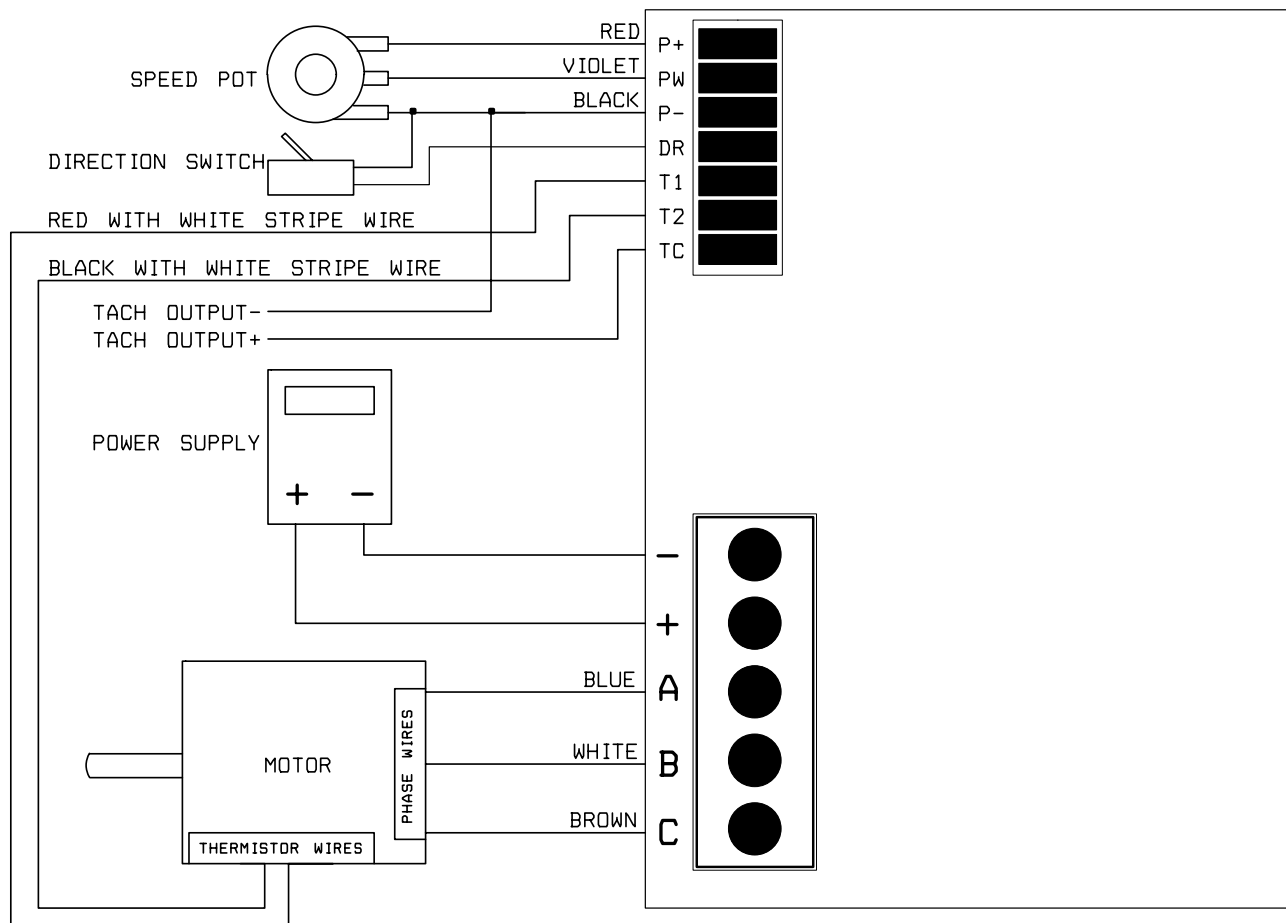 RED
P+
SPEED POT
VIOLET
PW
BLACK
P-
DIRECTION SWITCH
DR
T1
RED WITH WHITE STRIPE WIRE
T2
BLACK WITH WHITE STRIPE WIRE
TC
TACH OUTPUT-
TACH OUTPUT+
POWER SUPPLY
+ -
-
+
BLUE
A
PHASE WIRES
WHITE
B
MOTOR
BROWN
C
THERMISTOR WIRES